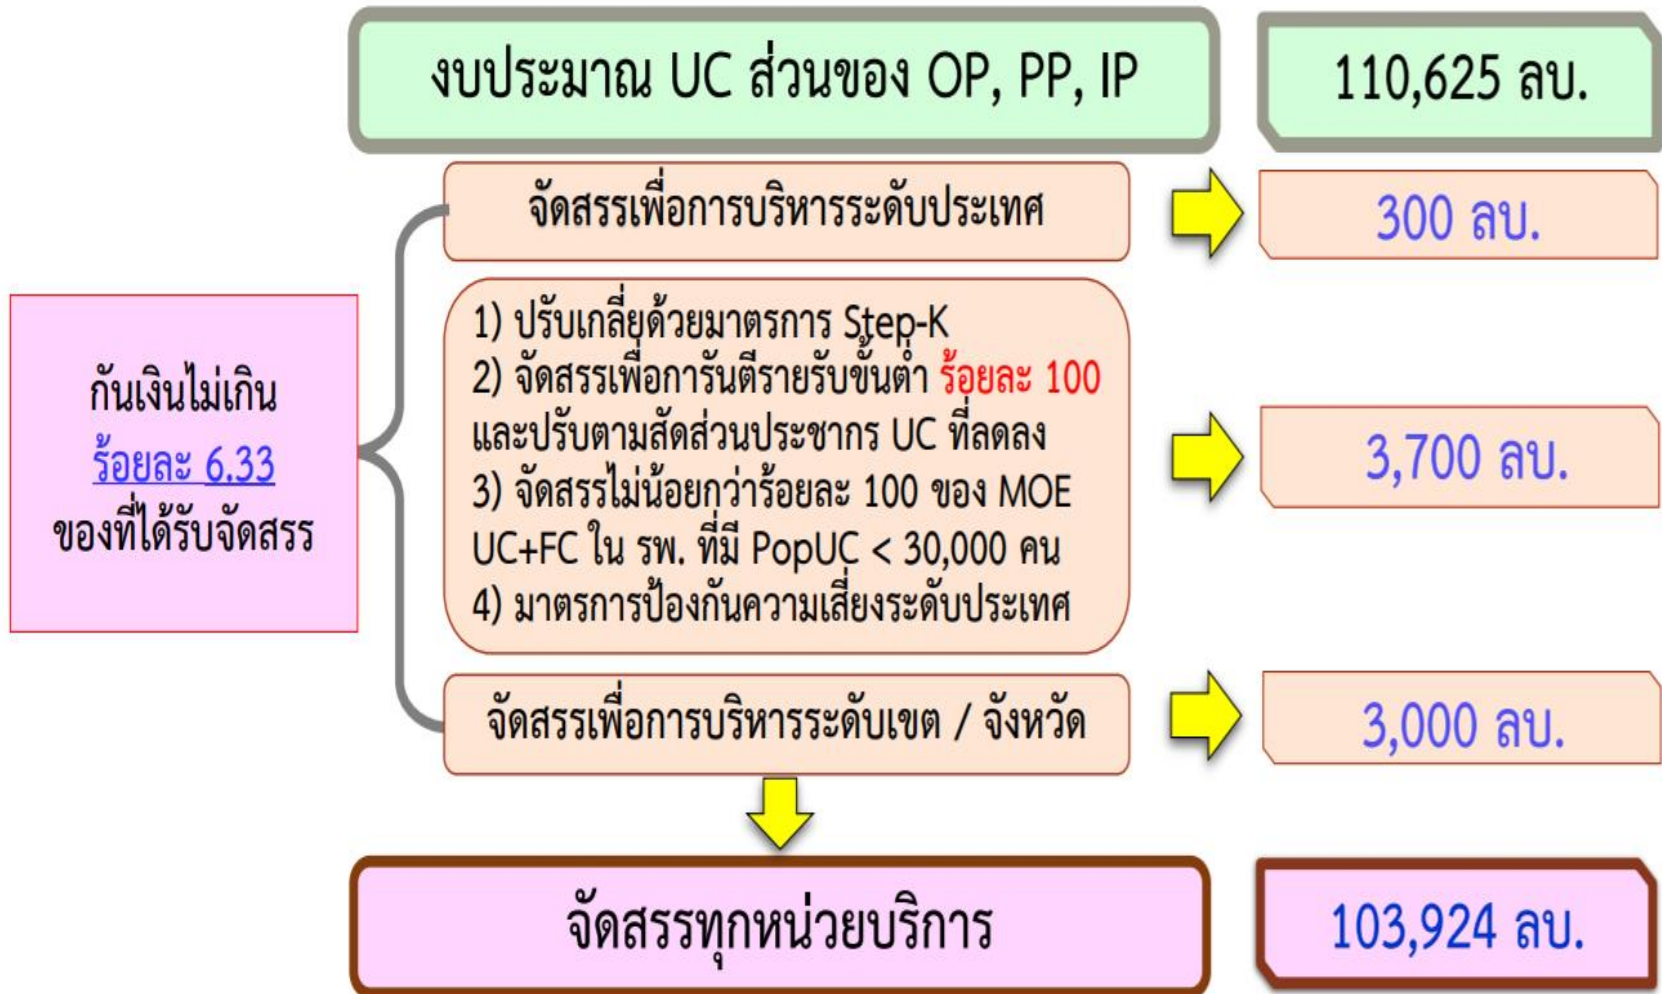 งบประมาณ UC ส่วนของ OP, PP, IP
110,625 ลบ.
จัดสรรเพื่อการบริหารระดับประเทศ
300 ลบ.
กันเงินไม่เกิน
ร้อยละ 6.33
ของที่ได้รับจัดสรร
1) ปรับเกลี่ยด้วยมาตรการ Step-K
2) จัดสรรเพื่อการันตีรายรับขั้นต่ำ ร้อยละ 100
และปรับตามสัดส่วนประชากร UC ที่ลดลง
3) จัดสรรไม่น้อยกว่าร้อยละ 100 ของ MOE
UC+FC ใน รพ. ที่มี PopUC < 30,000 คน
4) มาตรการป้องกันความเสี่ยงระดับประเทศ
3,700 ลบ.
จัดสรรเพื่อการบริหารระดับเขต / จังหวัด
3,000 ลบ.
จัดสรรทุกหน่วยบริการ
103,924 ลบ.